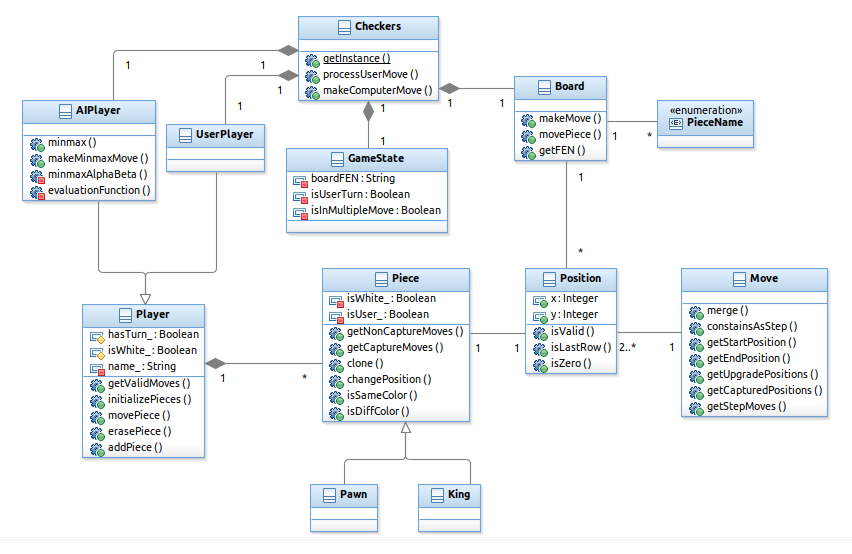 Checkers
getInstance ()
processUserMove ()
makeComputerMove ()
1
1
1
1
1
1
1
1
AIPlayer
minmax ()
makeMinmaxMove ()
minmaxAlphaBeta ()
evaluationFunction ()
UserPlayer
GameState
boardFEN : String
isUserTurn : Boolean
isInMultipleMove : Boolean
Board
makeMove ()
movePiece ()
getFEN ()
1
*
«enumeration»
PieceName
1
*
Player
hasTurn_ : Boolean
isWhite_ : Boolean
name_ : String
getValidMoves ()
initializePieces ()
movePiece ()
erasePiece ()
addPiece ()
1
*
Piece
isWhite_ : Boolean
isUser_ : Boolean
getNonCaptureMoves ()
getCaptureMoves ()
clone ()
changePosition ()
isSameColor ()
isDiffColor ()
1
1
Position
x : Integer
y : Integer
isValid ()
isLastRow ()
isZero ()
2..*
1
Move
merge ()
constainsAsStep ()
getStartPosition ()
getEndPosition ()
getUpgradePositions ()
getCapturedPositions ()
getStepMoves ()
Pawn
King